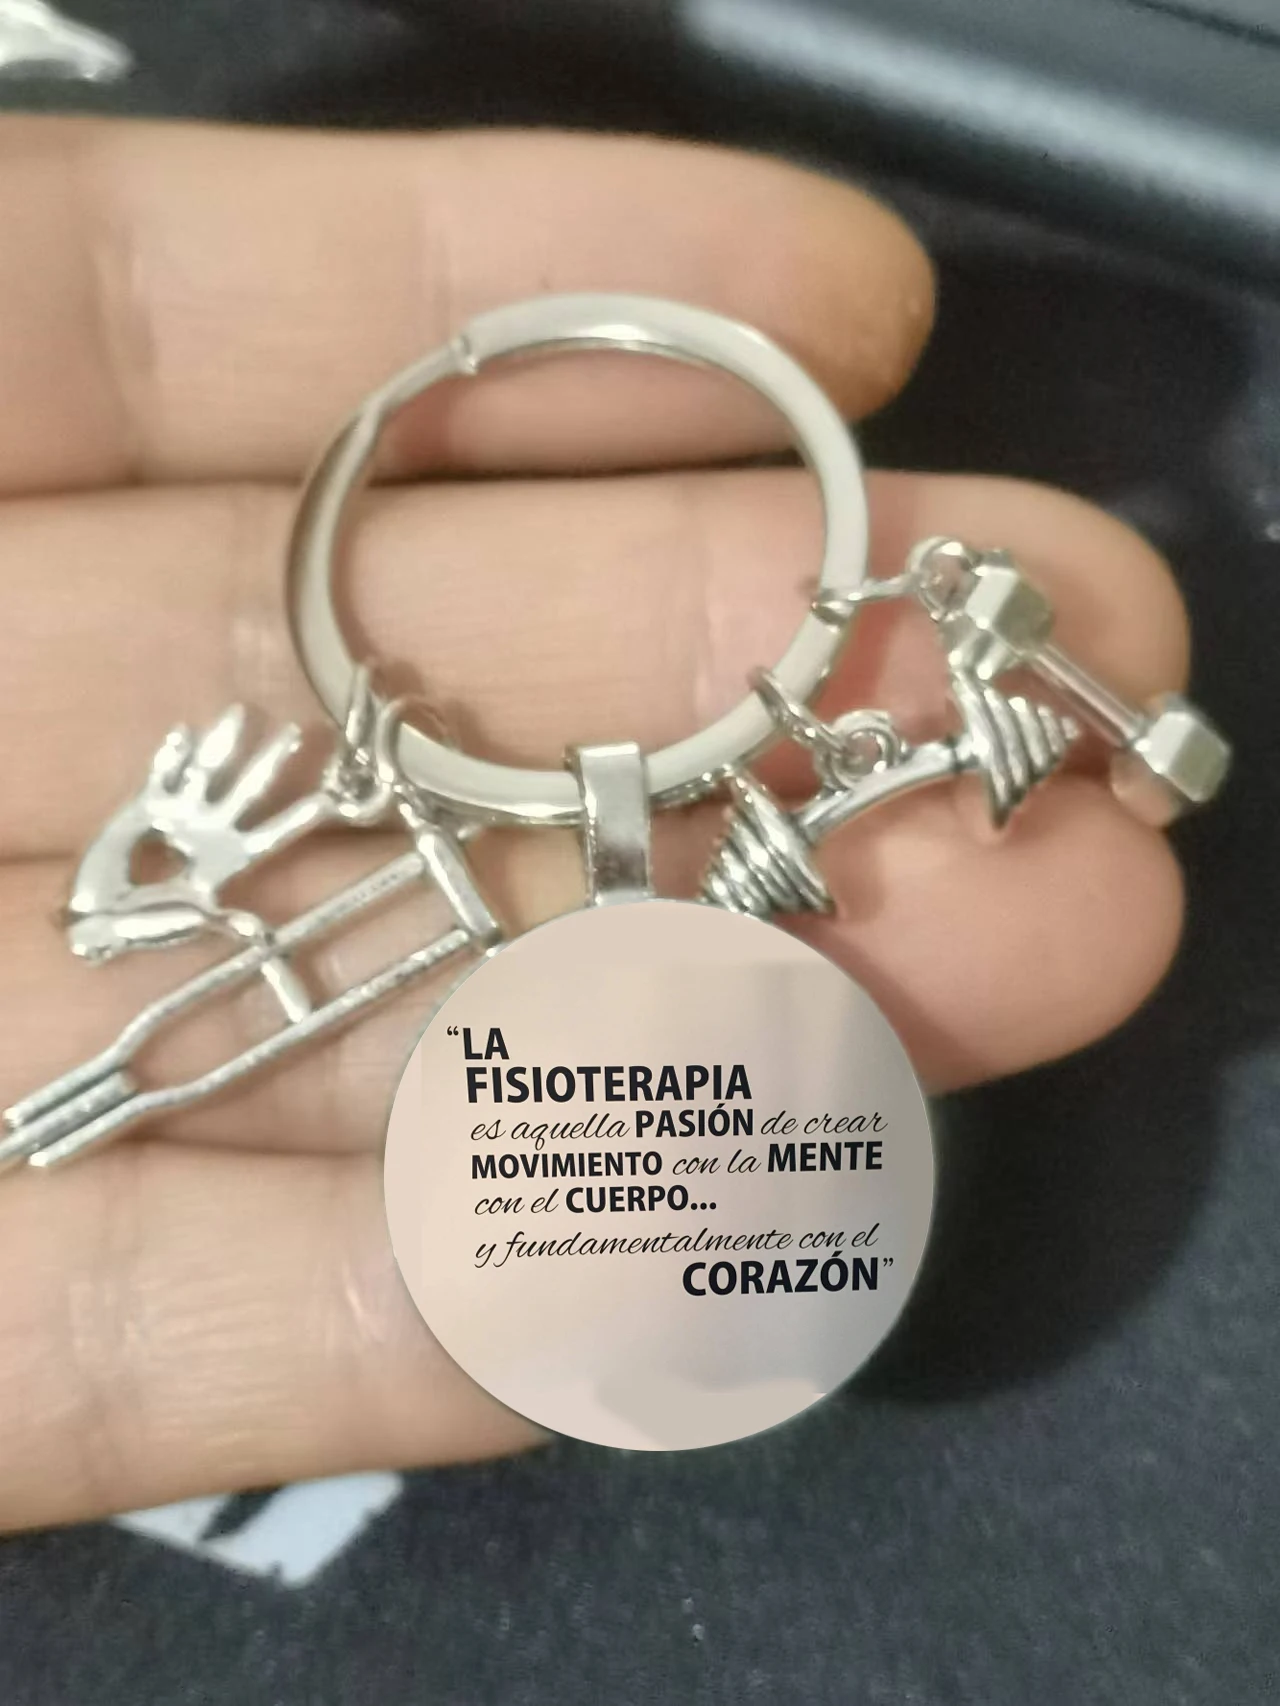 “LA
FISIOTERAPIA
es aquella PASIÓN de crear
MOVIMIENTO con la MENTE
con el CUERPO...
y fundamentalmente con el
CORAZÓN”